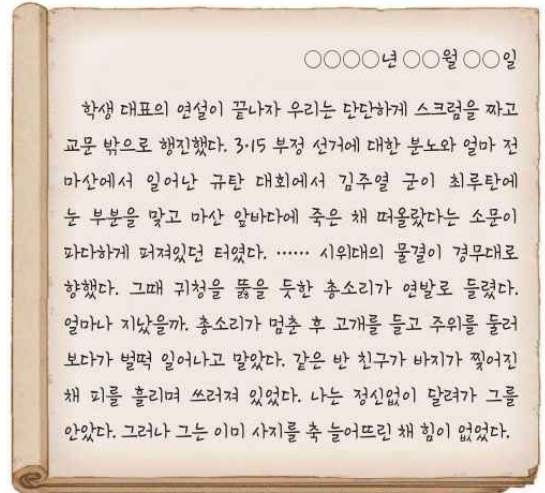 ○○○○년 ○○월 ○○일
학생 대표의 연설이 끝나자 우리는 단단하게 스크럼을 짜고
교문 밖으로 행진했다. 3·15 부정 선거에 대한 분노와 얼마 전
마산에서 일어난 규탄 대회에서 김주열 군이 최루탄에
눈 부분을 맞고 마산 앞바다에 죽은 채 떠올랐다는 소문이
파다하게 퍼져있던 터였다. …… 시위대의 물결이 경무대로
향했다. 그때 귀청을 뚫을 듯한 총소리가 연발로 들렸다.
얼마나 지났을까. 총소리가 멈춘 후 고개를 들고 주위를 둘러
보다가 벌떡 일어나고 말았다. 같은 반 친구가 바지가 찢어진
채 피를 흘리며 쓰러져 있었다. 나는 정신없이 달려가 그를
안았다. 그러나 그는 이미 사지를 축 늘어뜨린 채 힘이 없었다.